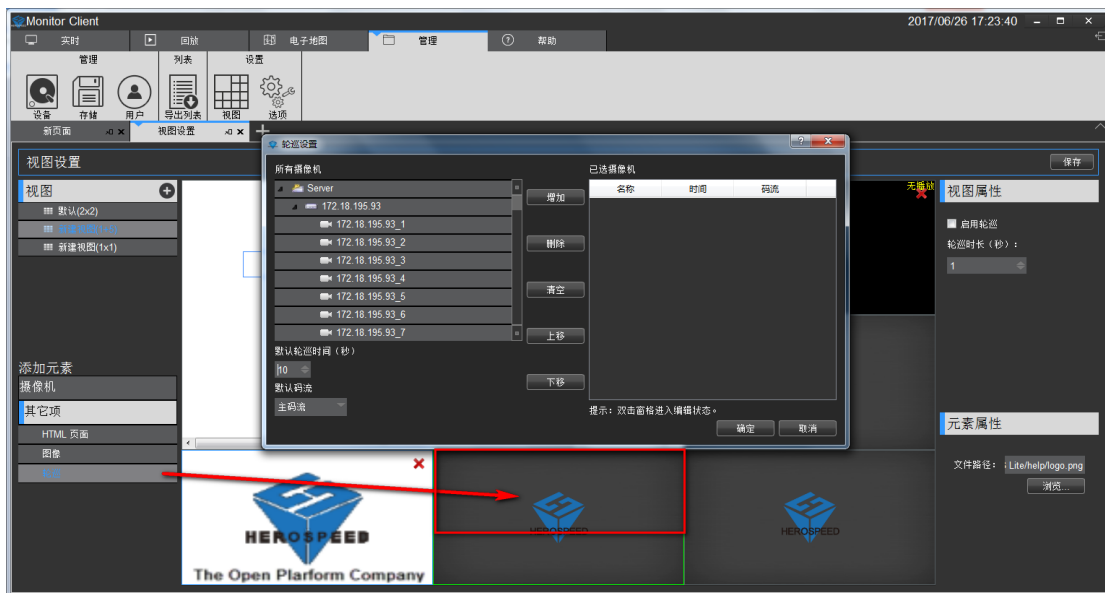 Monitor Client
2017/06/26 17:23:40
实时
回放
电子地图
管理
帮助
管理
列表
设置
设备
存储
用户
导出列表
视图
选项
新页面
视图设置
视图设置
保存
视图
默认(2x2)
新建视图(1x1)
添加元素
摄像机
其它项
HTML 页面
图像
轮巡设置
所有摄像机
Server
172.18.195.93
172.18.195.93_1
172.18.195.93_2
172.18.195.93_3
172.18.195.93_4
172.18.195.93_5
172.18.195.93_6
172.18.195.93_7
默认轮巡时间(秒)
10
默认码流
主码流
增加
删除
清空
上移
下移
已选摄像机
名称 时间 码流
提示：双击窗格进入编辑状态。
确定
取消
无播放
视图属性
启用轮巡
轮巡时长(秒)：
1
元素属性
文件路径：
Lite/help/logo.png
浏览...
HEROSPEED
The Open Plarform Company
HEROSPEED
HEROSPEED